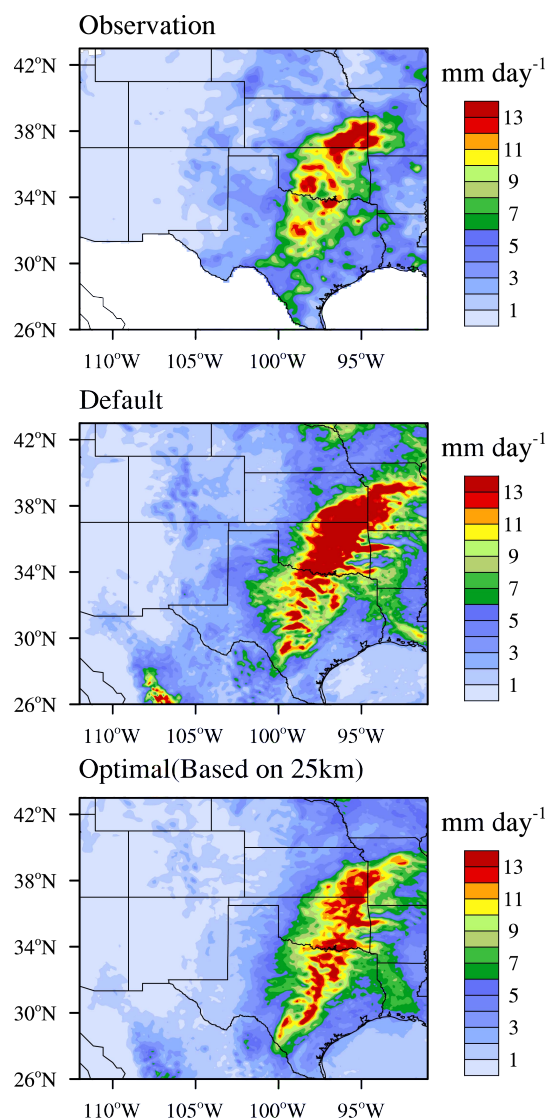 Observation
mm day⁻¹
42°N
38°N
34°N
30°N
26°N
13
11
9
7
5
3
1
110°W 105°W 100°W 95°W
Default
mm day⁻¹
42°N
38°N
34°N
30°N
26°N
13
11
9
7
5
3
1
110°W 105°W 100°W 95°W
Optimal(Based on 25km)
mm day⁻¹
42°N
38°N
34°N
30°N
26°N
13
11
9
7
5
3
1
110°W 105°W 100°W 95°W